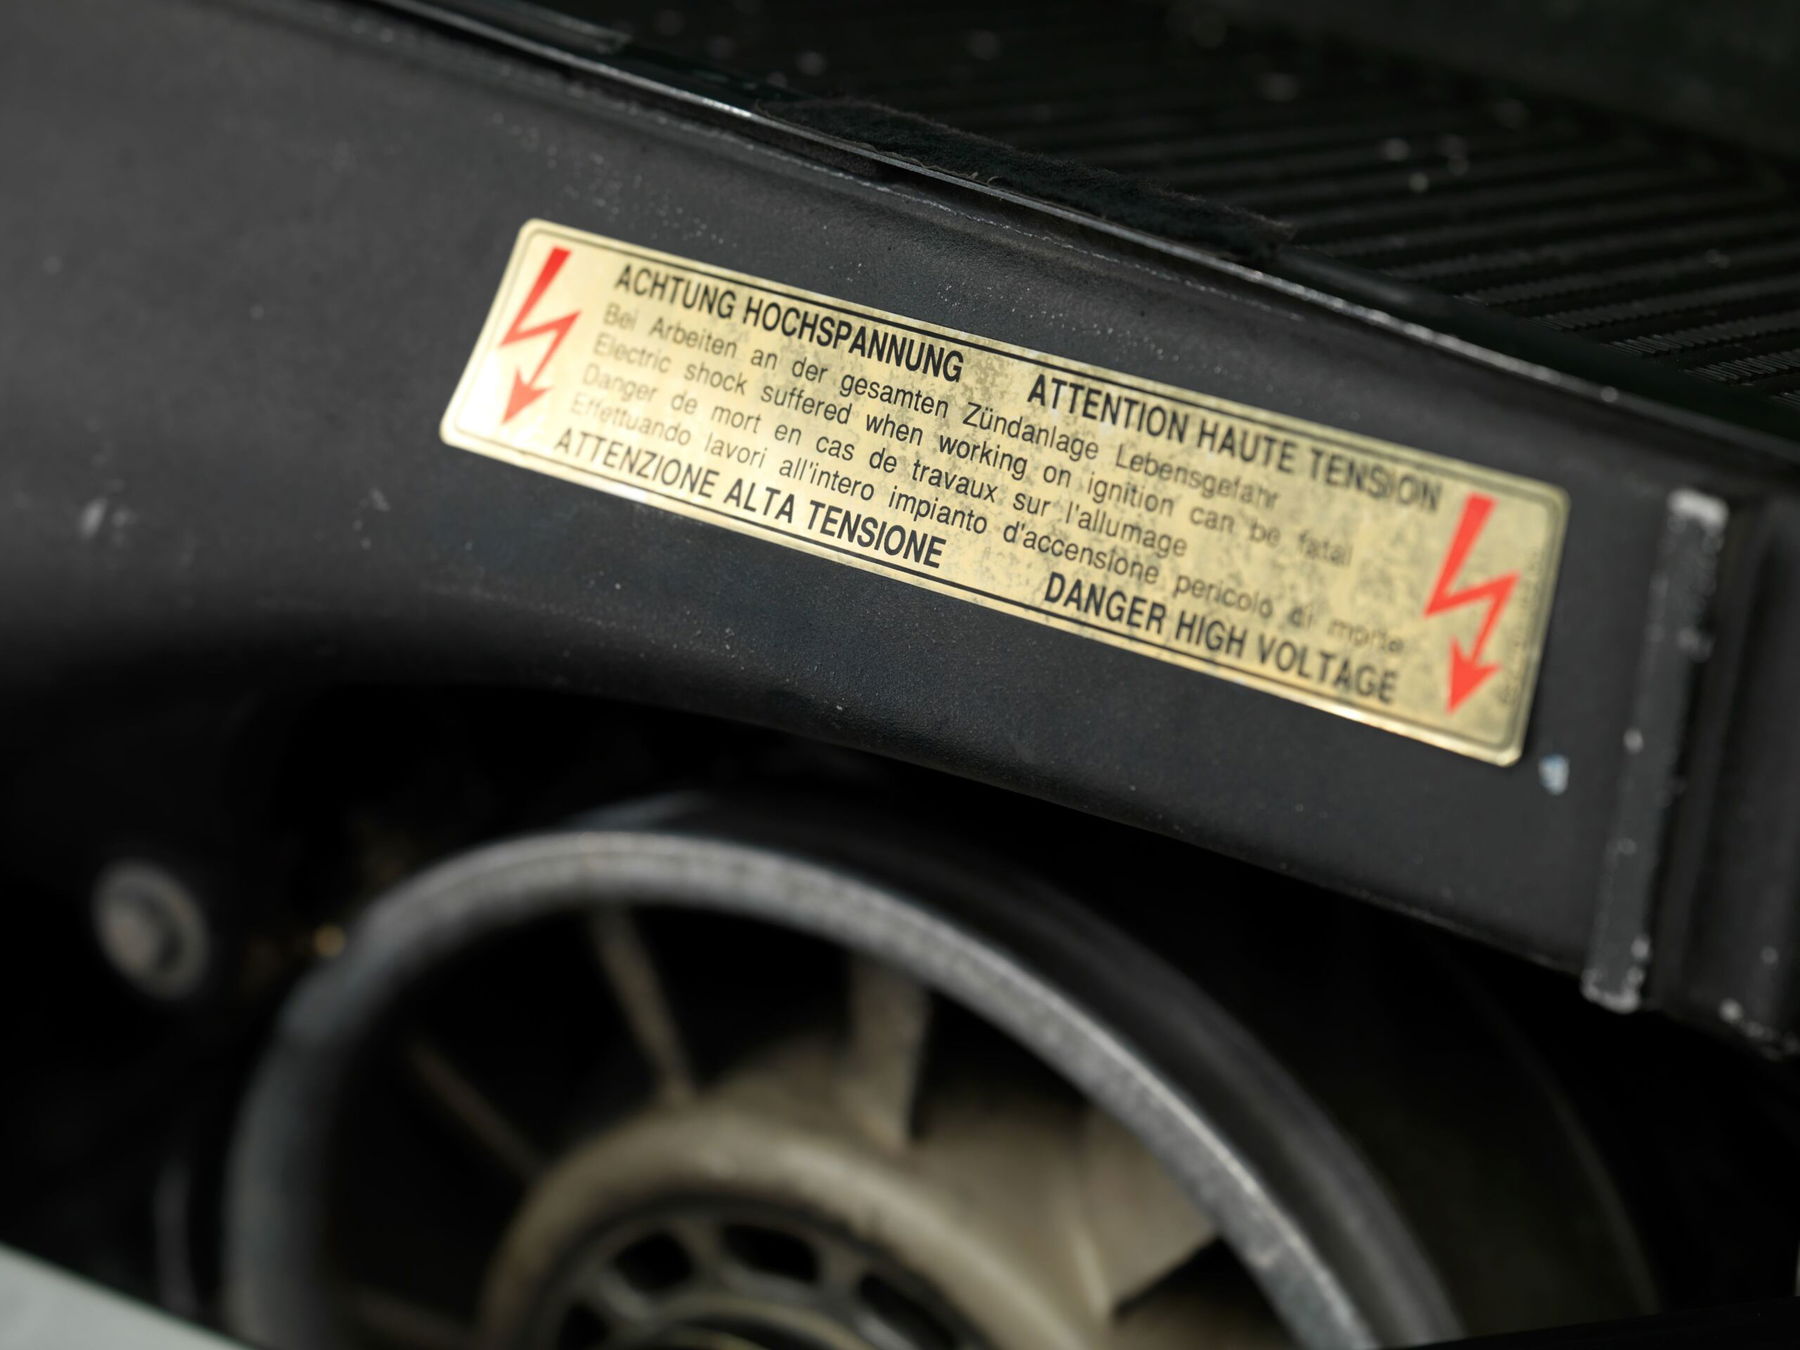 ACHTUNG HOCHSPANNUNG ATTENTION HAUTE TENSION
Bei Arbeiten an der gesamten Zündanlage Lebensgefahr
Electric shock suffered when working on ignition can be fatal
Danger de mort en cas de travaux sur l'allumage
Effettuando lavori all'intero impianto d'accensione pericolo di morte
ATTENZIONE ALTA TENSIONE DANGER HIGH VOLTAGE